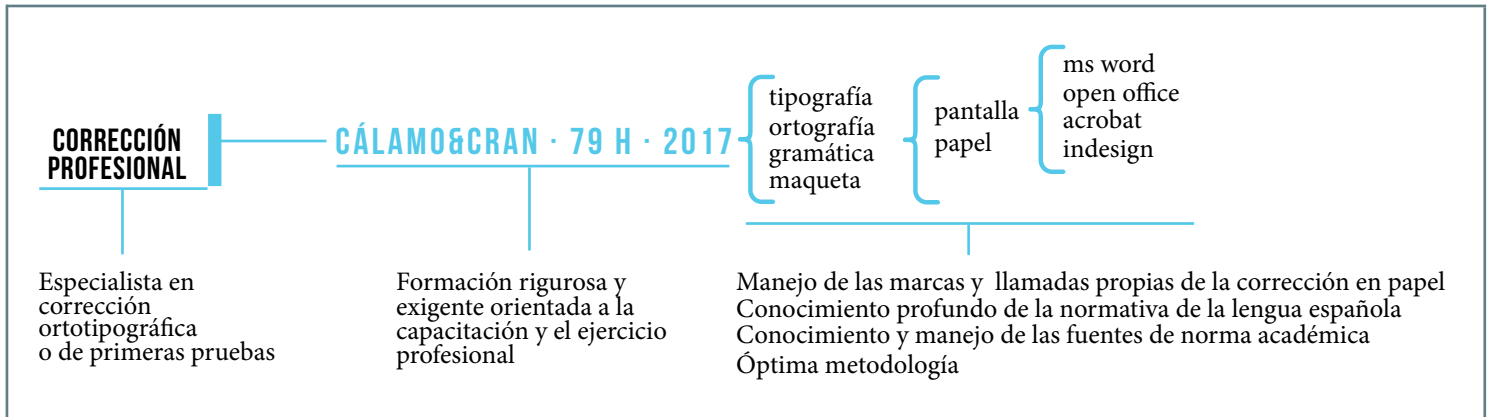 CORRECCIÓN
PROFESIONAL
CÁLAMO&CRAN · 79 H · 2017
tipografía
ortografía
gramática
maqueta
pantalla
papel
ms word
open office
acrobat
indesign
Especialista en
corrección
ortotipográfica
o de primeras pruebas
Formación rigurosa y
exigente orientada a la
capacitación y el ejercicio
profesional
Manejo de las marcas y llamadas propias de la corrección en papel
Conocimiento profundo de la normativa de la lengua española
Conocimiento y manejo de las fuentes de norma académica
Óptima metodología